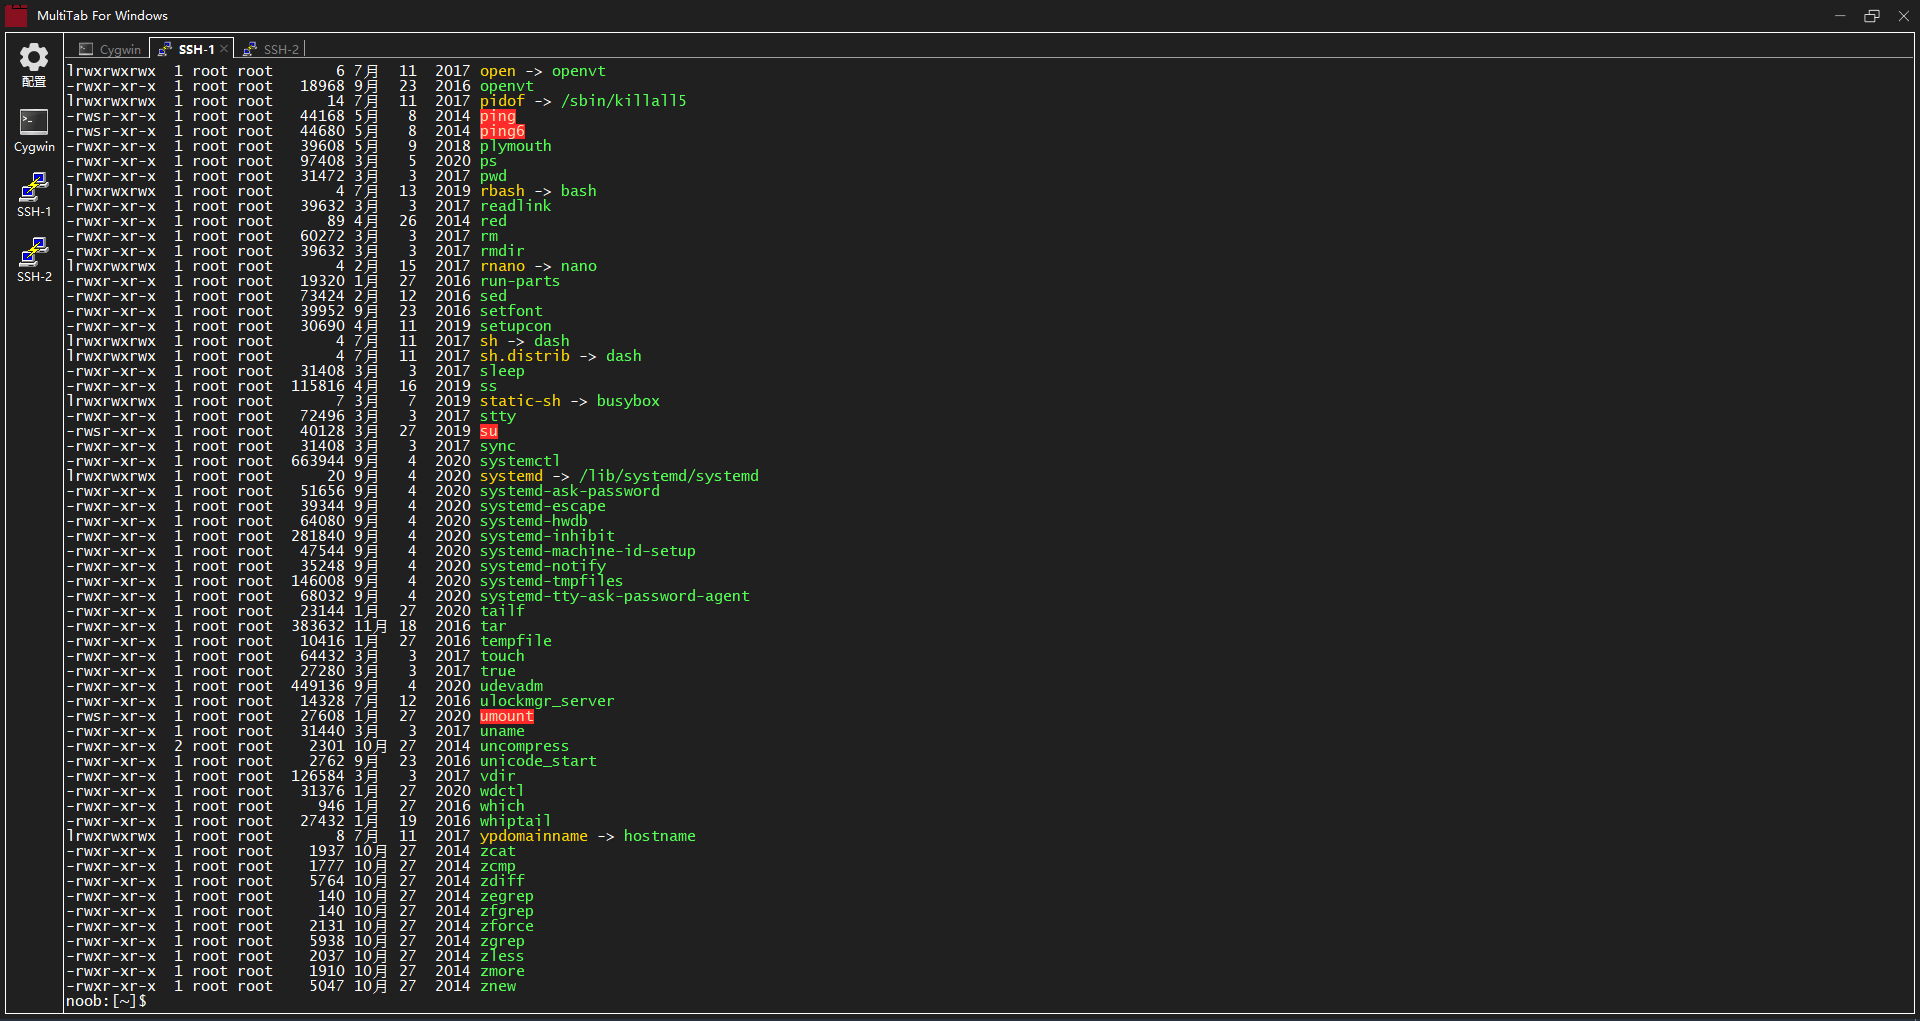 MultiTab For Windows
配置
Cygwin
SSH-1
SSH-2
Cygwin SSH-1 SSH-2
lrwxrwxrwx 1 root root 6 7月 11 2017 open -> openvt
-rwxr-xr-x 1 root root 18968 9月 23 2016 openvt
lrwxrwxrwx 1 root root 14 7月 11 2017 pidof -> /sbin/killall5
-rwsr-xr-x 1 root root 44168 5月 8 2014 ping
-rwsr-xr-x 1 root root 44680 5月 8 2014 ping6
-rwxr-xr-x 1 root root 39608 5月 9 2018 plymouth
-rwxr-xr-x 1 root root 97408 3月 5 2020 ps
-rwxr-xr-x 1 root root 31472 3月 3 2017 pwd
lrwxrwxrwx 1 root root 4 7月 13 2019 rbash -> bash
-rwxr-xr-x 1 root root 39632 3月 3 2017 readlink
-rwxr-xr-x 1 root root 89 4月 26 2014 red
-rwxr-xr-x 1 root root 60272 3月 3 2017 rm
-rwxr-xr-x 1 root root 39632 3月 3 2017 rmdir
lrwxrwxrwx 1 root root 4 2月 15 2017 rnano -> nano
-rwxr-xr-x 1 root root 19320 1月 27 2016 run-parts
-rwxr-xr-x 1 root root 73424 2月 12 2016 sed
-rwxr-xr-x 1 root root 39952 9月 23 2016 setfont
-rwxr-xr-x 1 root root 30690 4月 11 2019 setupcon
lrwxrwxrwx 1 root root 4 7月 11 2017 sh -> dash
lrwxrwxrwx 1 root root 4 7月 11 2017 sh.distrib -> dash
-rwxr-xr-x 1 root root 31408 3月 3 2017 sleep
-rwxr-xr-x 1 root root 115816 4月 16 2019 ss
lrwxrwxrwx 1 root root 7 3月 7 2019 static-sh -> busybox
-rwxr-xr-x 1 root root 72496 3月 3 2017 stty
-rwsr-xr-x 1 root root 40128 3月 27 2019 su
-rwxr-xr-x 1 root root 31408 3月 3 2017 sync
-rwxr-xr-x 1 root root 663944 9月 4 2020 systemctl
lrwxrwxrwx 1 root root 20 9月 4 2020 systemd -> /lib/systemd/systemd
-rwxr-xr-x 1 root root 51656 9月 4 2020 systemd-ask-password
-rwxr-xr-x 1 root root 39344 9月 4 2020 systemd-escape
-rwxr-xr-x 1 root root 64080 9月 4 2020 systemd-hwdb
-rwxr-xr-x 1 root root 281840 9月 4 2020 systemd-inhibit
-rwxr-xr-x 1 root root 47544 9月 4 2020 systemd-machine-id-setup
-rwxr-xr-x 1 root root 35248 9月 4 2020 systemd-notify
-rwxr-xr-x 1 root root 146008 9月 4 2020 systemd-tmpfiles
-rwxr-xr-x 1 root root 68032 9月 4 2020 systemd-tty-ask-password-agent
-rwxr-xr-x 1 root root 23144 1月 27 2020 tailf
-rwxr-xr-x 1 root root 383632 11月 18 2016 tar
-rwxr-xr-x 1 root root 10416 1月 27 2016 tempfile
-rwxr-xr-x 1 root root 64432 3月 3 2017 touch
-rwxr-xr-x 1 root root 27280 3月 3 2017 true
-rwxr-xr-x 1 root root 449136 9月 4 2020 udevadm
-rwxr-xr-x 1 root root 14328 7月 12 2016 ulockmgr_server
-rwsr-xr-x 1 root root 27608 1月 27 2020 umount
-rwxr-xr-x 1 root root 31440 3月 3 2017 uname
-rwxr-xr-x 2 root root 2301 10月 27 2014 uncompress
-rwxr-xr-x 1 root root 2762 9月 23 2016 unicode_start
-rwxr-xr-x 1 root root 126584 3月 3 2017 vdir
-rwxr-xr-x 1 root root 31376 1月 27 2020 wdctl
-rwxr-xr-x 1 root root 946 1月 27 2016 which
-rwxr-xr-x 1 root root 27432 1月 19 2016 whiptail
lrwxrwxrwx 1 root root 8 7月 11 2017 ypdomainname -> hostname
-rwxr-xr-x 1 root root 1937 10月 27 2014 zcat
-rwxr-xr-x 1 root root 1777 10月 27 2014 zcmp
-rwxr-xr-x 1 root root 5764 10月 27 2014 zdiff
-rwxr-xr-x 1 root root 140 10月 27 2014 zegrep
-rwxr-xr-x 1 root root 140 10月 27 2014 zfgrep
-rwxr-xr-x 1 root root 2131 10月 27 2014 zforce
-rwxr-xr-x 1 root root 5938 10月 27 2014 zgrep
-rwxr-xr-x 1 root root 2037 10月 27 2014 zless
-rwxr-xr-x 1 root root 1910 10月 27 2014 zmore
-rwxr-xr-x 1 root root 5047 10月 27 2014 znew
noob:[~]$